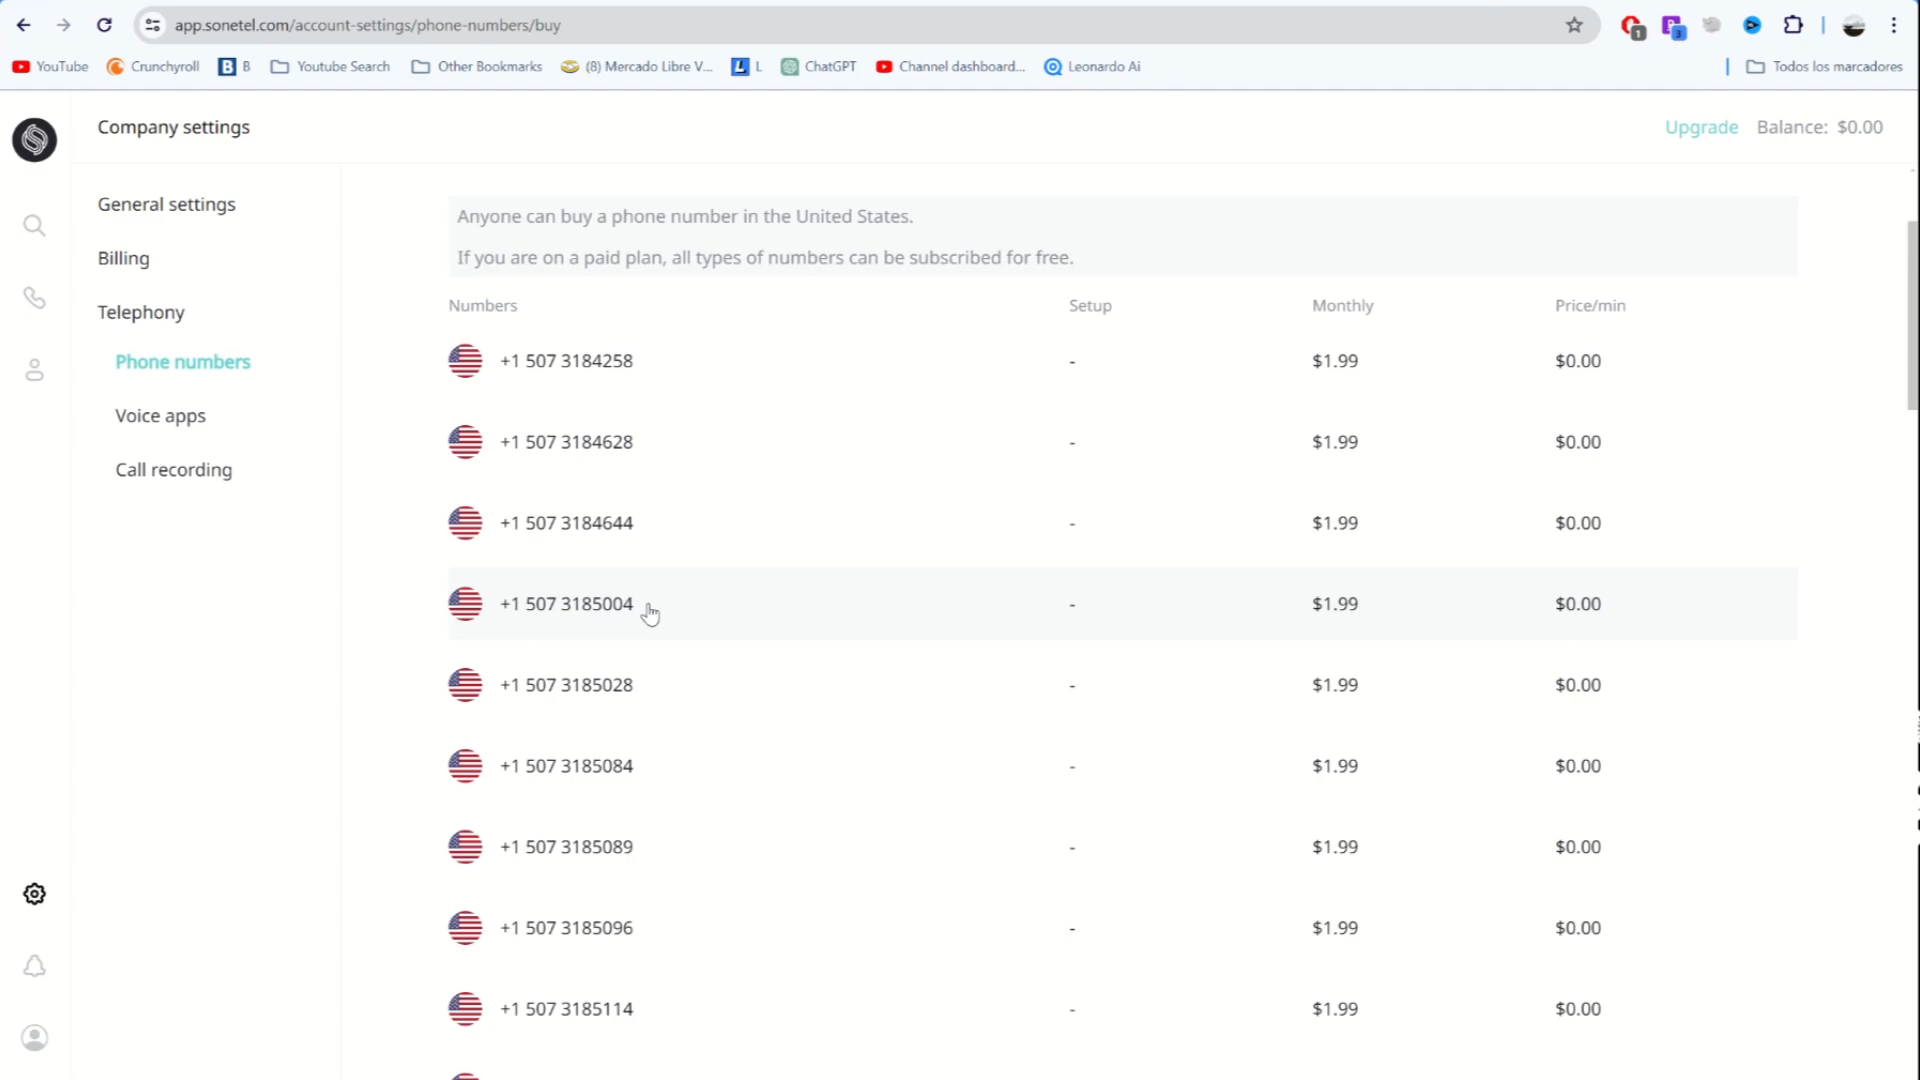 app.sonetel.com/account-settings/phone-numbers/buy
1
3
YouTube
Crunchyroll
B B
Youtube Search
Other Bookmarks
(8) Mercado Libre V...
L L
ChatGPT
Channel dashboard...
Leonardo Ai
Todos los marcadores
Company settings
Upgrade Balance: $0.00
General settings
Billing
Telephony
Phone numbers
Voice apps
Call recording
Anyone can buy a phone number in the United States.
If you are on a paid plan, all types of numbers can be subscribed for free.
Numbers Setup Monthly Price/min
+1 507 3184258 - $1.99 $0.00
+1 507 3184628 - $1.99 $0.00
+1 507 3184644 - $1.99 $0.00
+1 507 3185004 - $1.99 $0.00
+1 507 3185028 - $1.99 $0.00
+1 507 3185084 - $1.99 $0.00
+1 507 3185089 - $1.99 $0.00
+1 507 3185096 - $1.99 $0.00
+1 507 3185114 - $1.99 $0.00